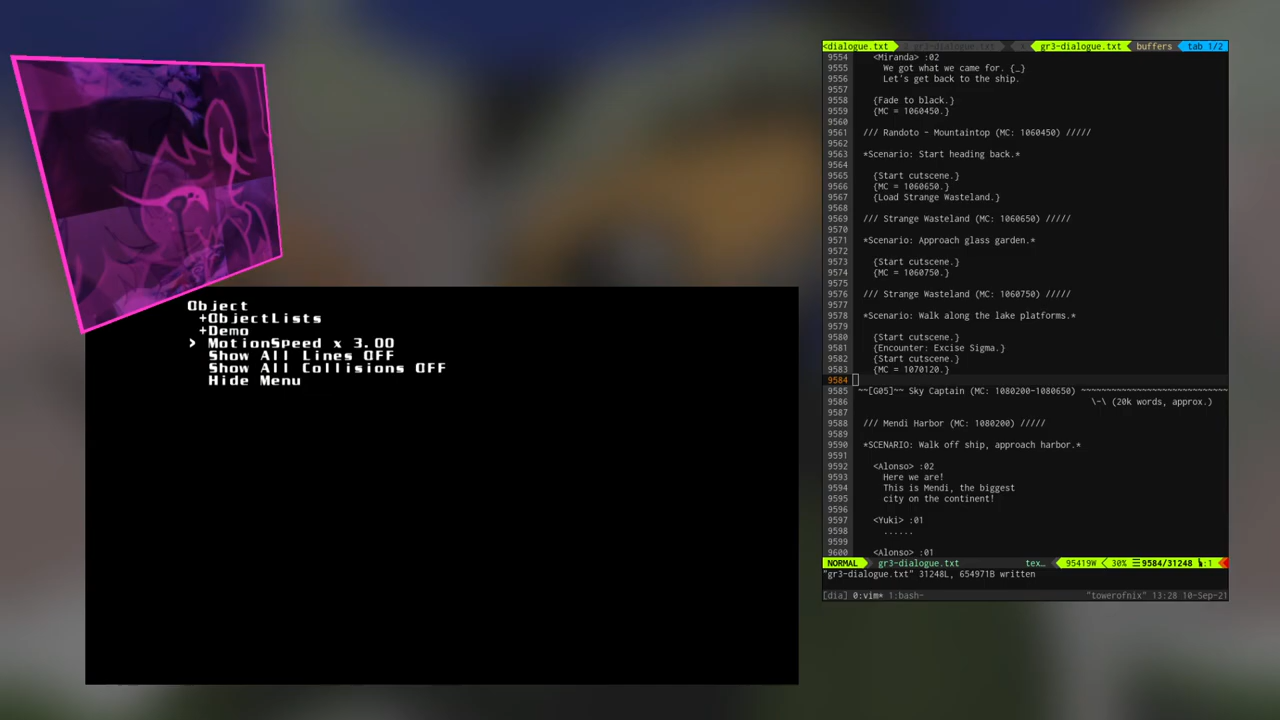 Object
+ObjectLists
+Demo
> MotionSpeed x 3.00
Show All Lines OFF
Show All Collisions OFF
Hide Menu
<dialogue.txt gr3-dialogue.txt gr3-dialogue.txt buffers tab 1/2
9554 <Miranda> :02
9555 We got what we came for. {_}
9556 Let's get back to the ship.
9557
9558 {Fade to black.}
9559 {MC = 1060450.}
9560
9561 /// Randoto - Mountaintop (MC: 1060450) /////
9562
9563 *Scenario: Start heading back.*
9564
9565 {Start cutscene.}
9566 {MC = 1060650.}
9567 {Load Strange Wasteland.}
9568
9569 /// Strange Wasteland (MC: 1060650) /////
9570
9571 *Scenario: Approach glass garden.*
9572
9573 {Start cutscene.}
9574 {MC = 1060750.}
9575
9576 /// Strange Wasteland (MC: 1060750) /////
9577
9578 *Scenario: Walk along the lake platforms.*
9579
9580 {Start cutscene.}
9581 {Encounter: Excise Sigma.}
9582 {Start cutscene.}
9583 {MC = 1070120.}
9584
9585 ~~[G05]~~ Sky Captain (MC: 1080200-1080650) ~~~~~~~~~~~~~~~~~~~~~~~~~~~~~
9586 \~\ (20k words, approx.)
9587
9588 /// Mendi Harbor (MC: 1080200) /////
9589
9590 *SCENARIO: Walk off ship, approach harbor.*
9591
9592 <Alonso> :02
9593 Here we are!
9594 This is Mendi, the biggest
9595 city on the continent!
9596
9597 <Yuki> :01
9598 ......
9599
9600 <Alonso> :01
NORMAL gr3-dialogue.txt tex… 95419W 30% 9584/31248 :1
"gr3-dialogue.txt" 31248L, 654971B written
[dia] 0:vim* 1:bash- "towerofnix" 13:28 10-Sep-21